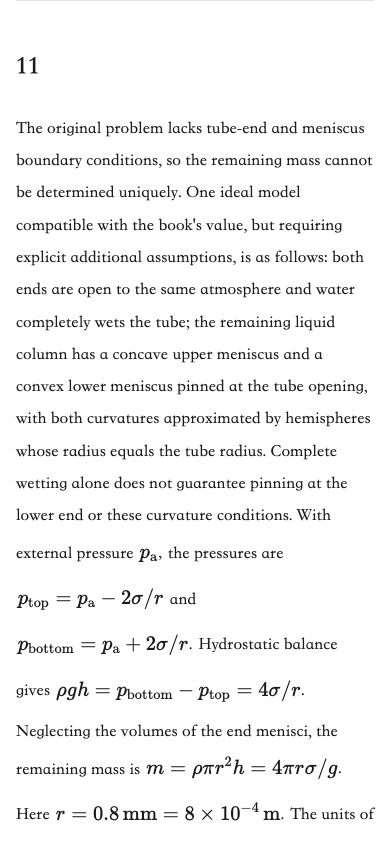 11
The original problem lacks tube-end and meniscus
boundary conditions, so the remaining mass cannot
be determined uniquely. One ideal model
compatible with the book's value, but requiring
explicit additional assumptions, is as follows: both
ends are open to the same atmosphere and water
completely wets the tube; the remaining liquid
column has a concave upper meniscus and a
convex lower meniscus pinned at the tube opening,
with both curvatures approximated by hemispheres
whose radius equals the tube radius. Complete
wetting alone does not guarantee pinning at the
lower end or these curvature conditions. With
external pressure pₐ, the pressures are
p_top = pₐ − 2σ/r and
p_bottom = pₐ + 2σ/r. Hydrostatic balance
gives ρgh = p_bottom − p_top = 4σ/r.
Neglecting the volumes of the end menisci, the
remaining mass is m = ρπr²h = 4πrσ/g.
Here r = 0.8 mm = 8 × 10⁻⁴ m. The units of